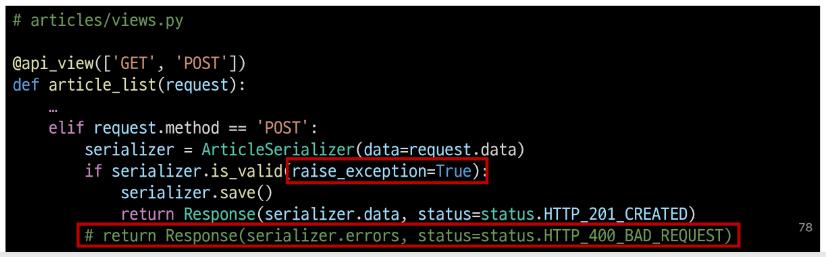 # articles/views.py
@api_view(['GET', 'POST'])
def article_list(request):
    …
    elif request.method == 'POST':
        serializer = ArticleSerializer(data=request.data)
        if serializer.is_valid(raise_exception=True):
            serializer.save()
            return Response(serializer.data, status=status.HTTP_201_CREATED)
        # return Response(serializer.errors, status=status.HTTP_400_BAD_REQUEST)
78